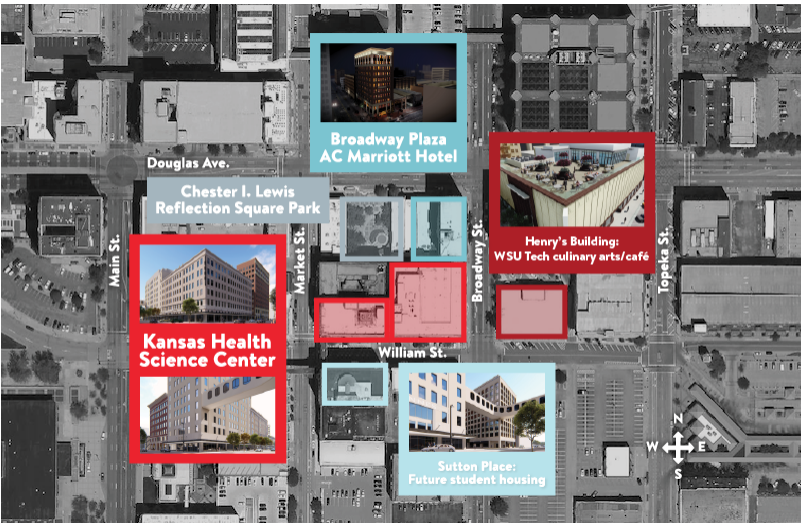 Broadway Plaza
AC Marriott Hotel
Douglas Ave.
Chester I. Lewis
Reflection Square Park
Henry's Building:
WSU Tech culinary arts/café
Main St.
Market St.
Broadway St.
Topeka St.
Kansas Health
Science Center
William St.
Sutton Place:
Future student housing
N
W E
S